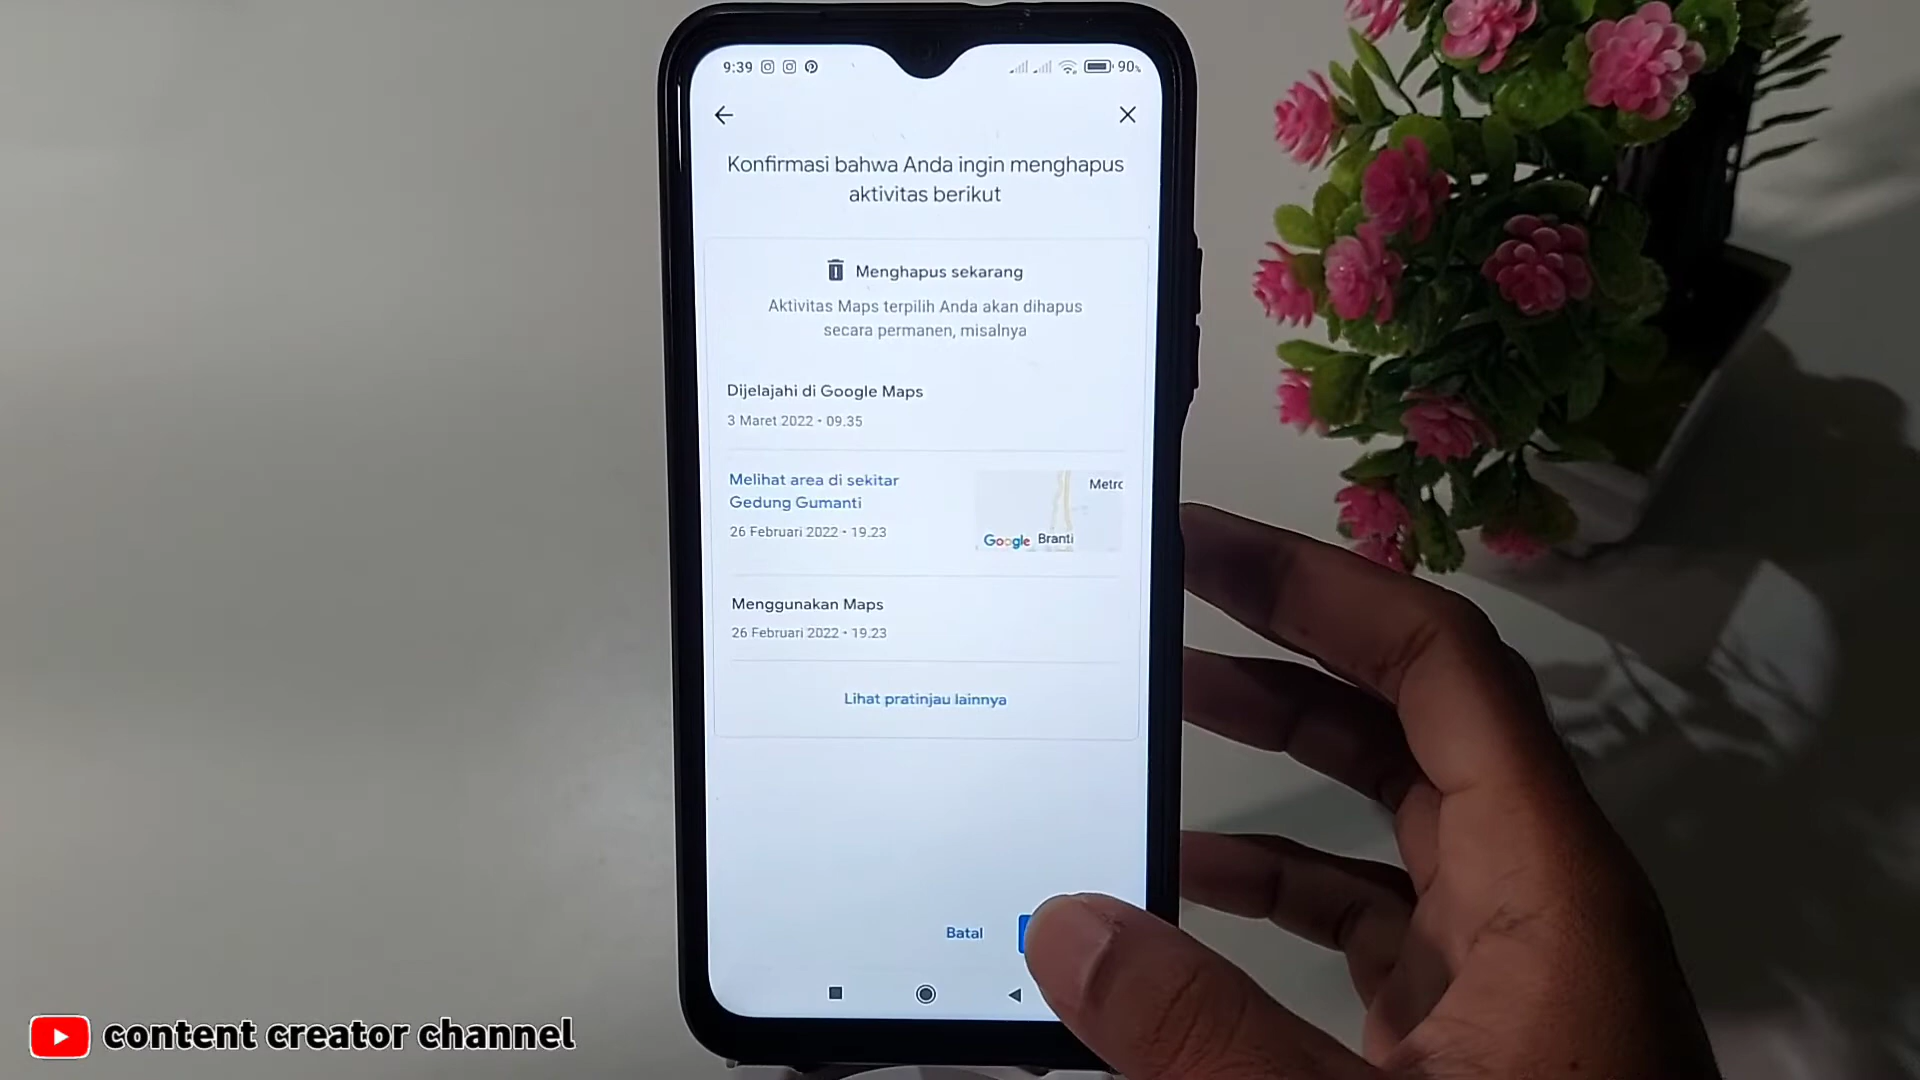 9:39
90%
Konfirmasi bahwa Anda ingin menghapus
aktivitas berikut
Menghapus sekarang
Aktivitas Maps terpilih Anda akan dihapus
secara permanen, misalnya
Dijelajahi di Google Maps
3 Maret 2022 • 09.35
Melihat area di sekitar
Gedung Gumanti
26 Februari 2022 • 19.23
Metro
Google Branti
Menggunakan Maps
26 Februari 2022 • 19.23
Lihat pratinjau lainnya
Batal
content creator channel